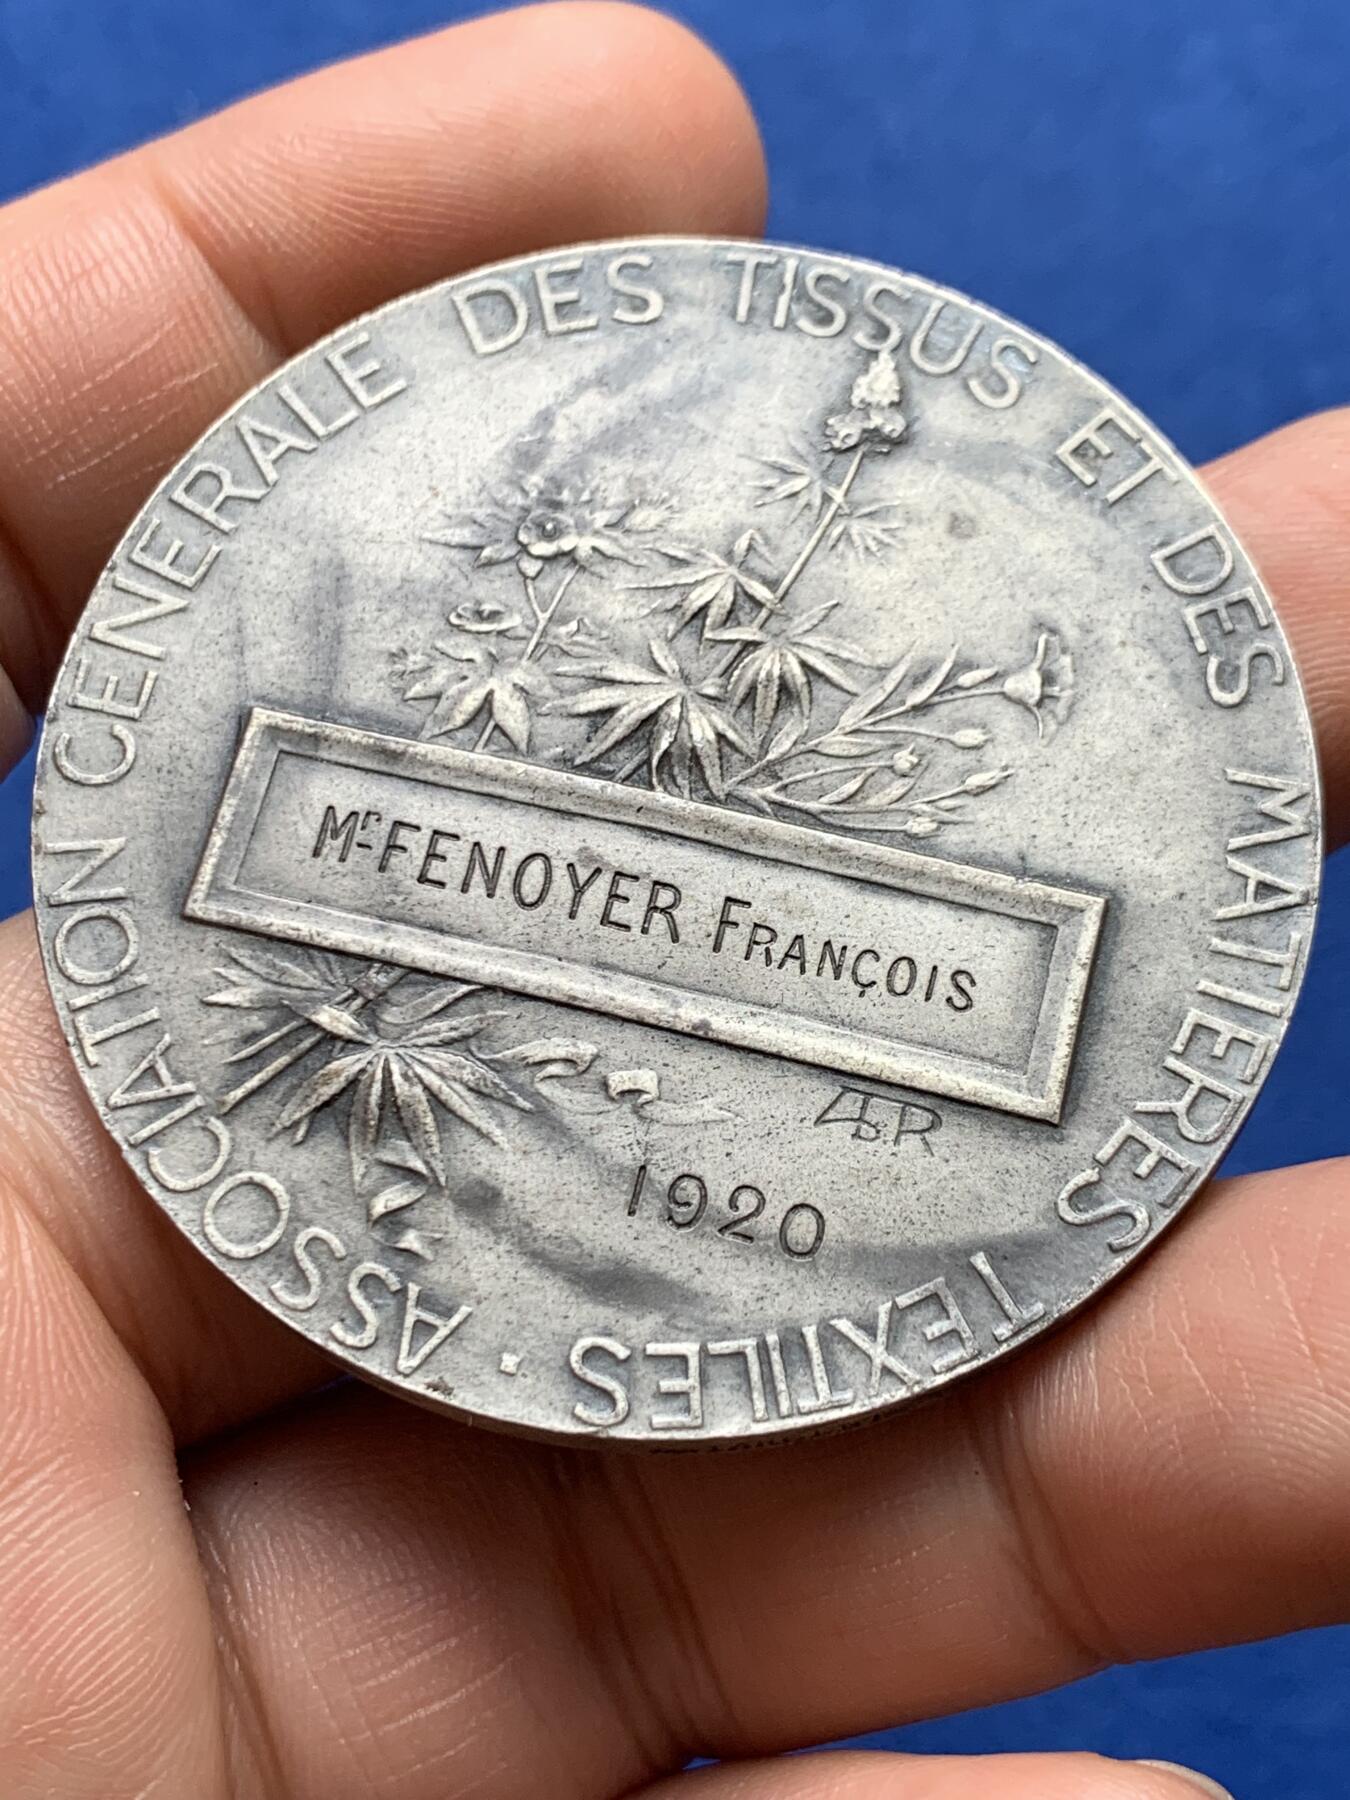 ASSOCIATION GENERALE DES TISSUS ET DES MATIERES TEXTILES ·
Mr FENOYER FRANÇOIS
1920